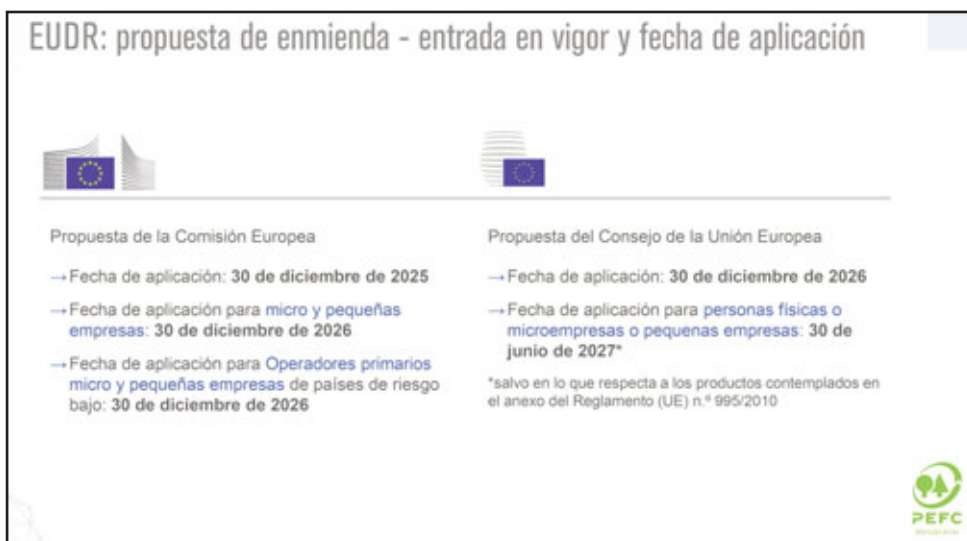 EUDR: propuesta de enmienda - entrada en vigor y fecha de aplicación
Propuesta de la Comisión Europea
→Fecha de aplicación: 30 de diciembre de 2025
→Fecha de aplicación para micro y pequeñas
empresas: 30 de diciembre de 2026
→Fecha de aplicación para Operadores primarios
micro y pequeñas empresas de países de riesgo
bajo: 30 de diciembre de 2026
Propuesta del Consejo de la Unión Europea
→Fecha de aplicación: 30 de diciembre de 2026
→Fecha de aplicación para personas físicas o
microempresas o pequenas empresas: 30 de
junio de 2027*
*salvo en lo que respecta a los productos contemplados en
el anexo del Reglamento (UE) n.º 995/2010
PEFC